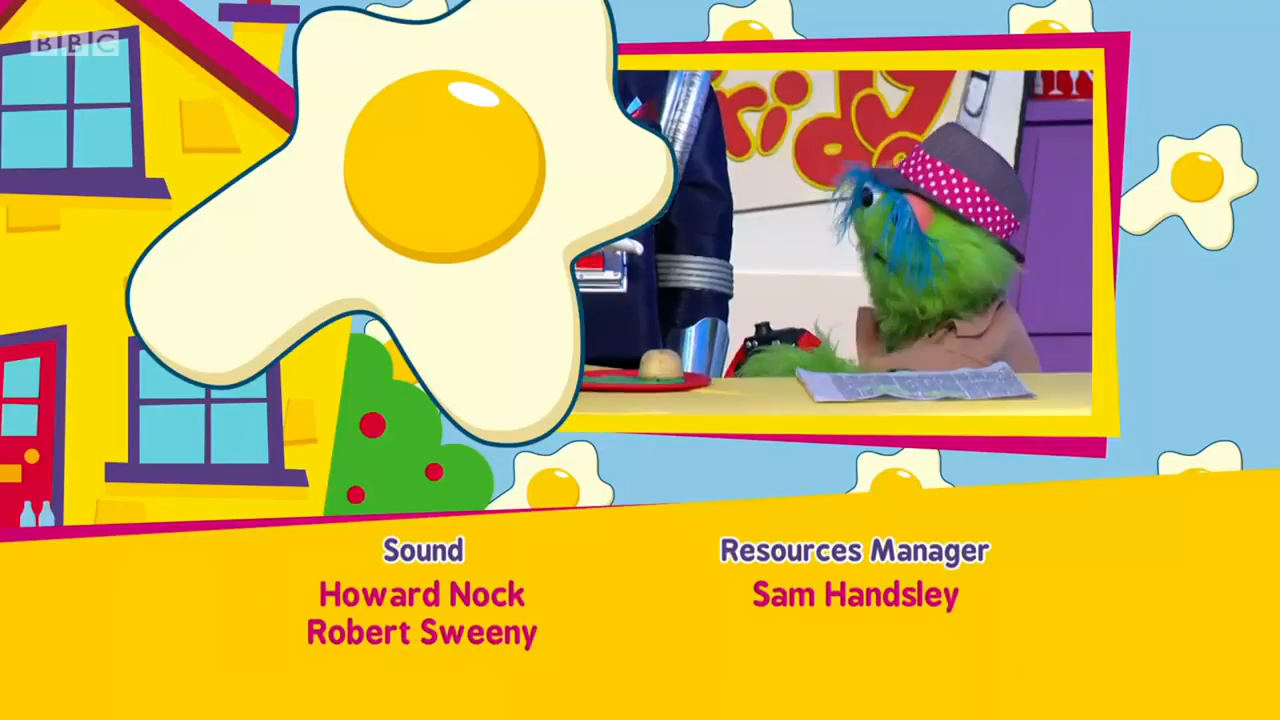 BBC
Sound
Resources Manager
Howard Nock
Sam Handsley
Robert Sweeny